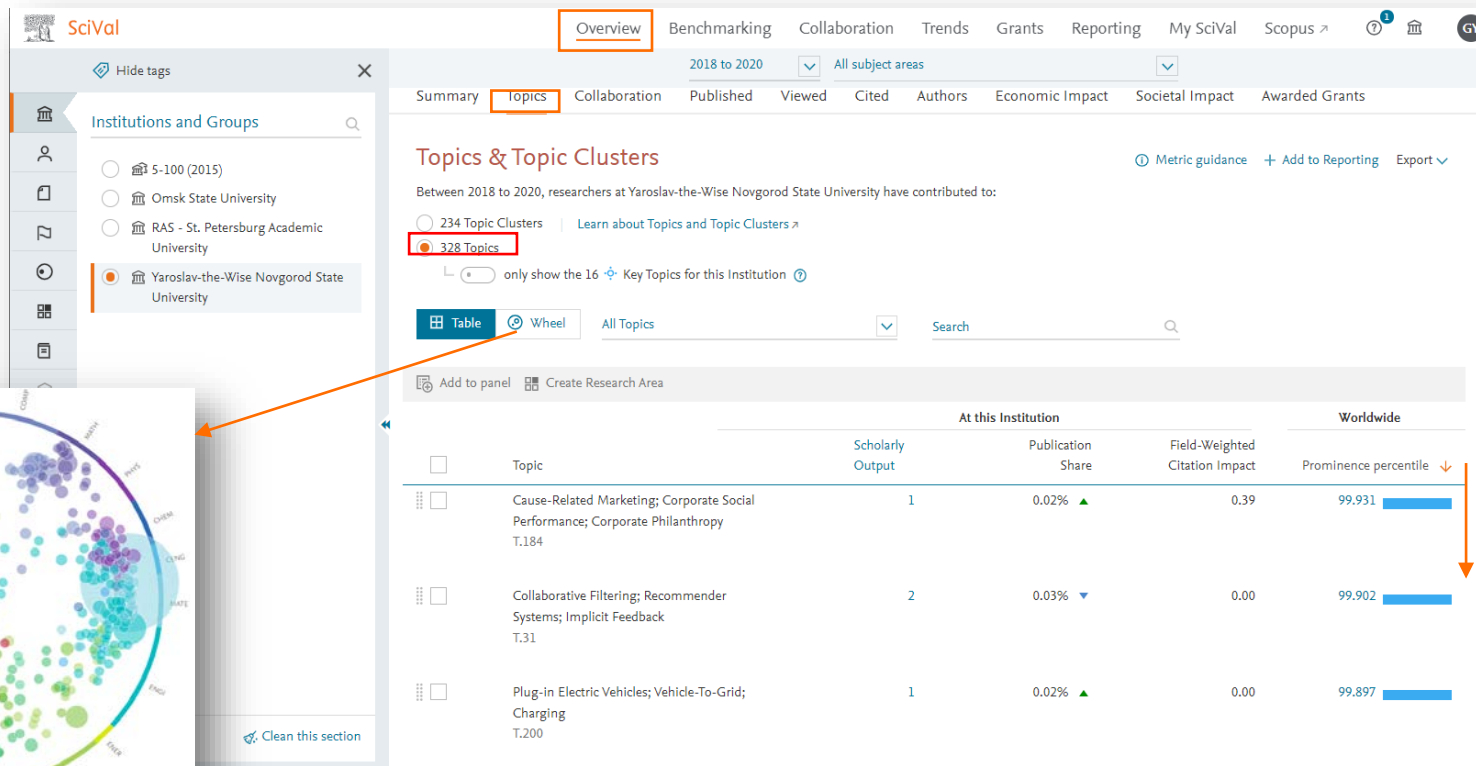 SciVal
Overview Benchmarking Collaboration Trends Grants Reporting My SciVal Scopus ↗ 1
GY
Hide tags
2018 to 2020 All subject areas
Summary Topics Collaboration Published Viewed Cited Authors Economic Impact Societal Impact Awarded Grants
Institutions and Groups
5-100 (2015)
Omsk State University
RAS - St. Petersburg Academic
University
Yaroslav-the-Wise Novgorod State
University
Topics & Topic Clusters
Metric guidance + Add to Reporting Export
Between 2018 to 2020, researchers at Yaroslav-the-Wise Novgorod State University have contributed to:
234 Topic Clusters Learn about Topics and Topic Clusters ↗
328 Topics
only show the 16 Key Topics for this Institution
Table Wheel All Topics Search
Add to panel Create Research Area
At this Institution Worldwide
Topic
Scholarly
Output
Publication
Share
Field-Weighted
Citation Impact
Prominence percentile
Cause-Related Marketing; Corporate Social
Performance; Corporate Philanthropy
T.184
1 0.02% 0.39 99.931
Collaborative Filtering; Recommender
Systems; Implicit Feedback
T.31
2 0.03% 0.00 99.902
Plug-in Electric Vehicles; Vehicle-To-Grid;
Charging
T.200
1 0.02% 0.00 99.897
COMP
MATH
PHYS
CHEM
CENG
MATE
ENGI
ENER
Clean this section